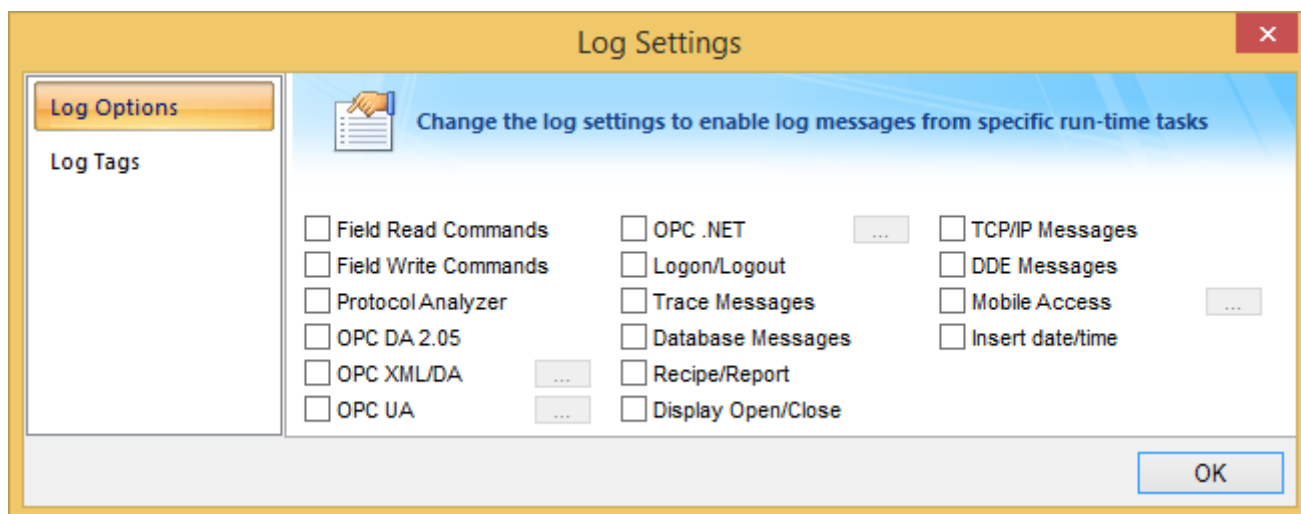 Log Settings
Log Options
Log Tags
Change the log settings to enable log messages from specific run-time tasks
Field Read Commands
Field Write Commands
Protocol Analyzer
OPC DA 2.05
OPC XML/DA ...
OPC UA ...
OPC .NET ...
Logon/Logout
Trace Messages
Database Messages
Recipe/Report
Display Open/Close
TCP/IP Messages
DDE Messages
Mobile Access ...
Insert date/time
OK